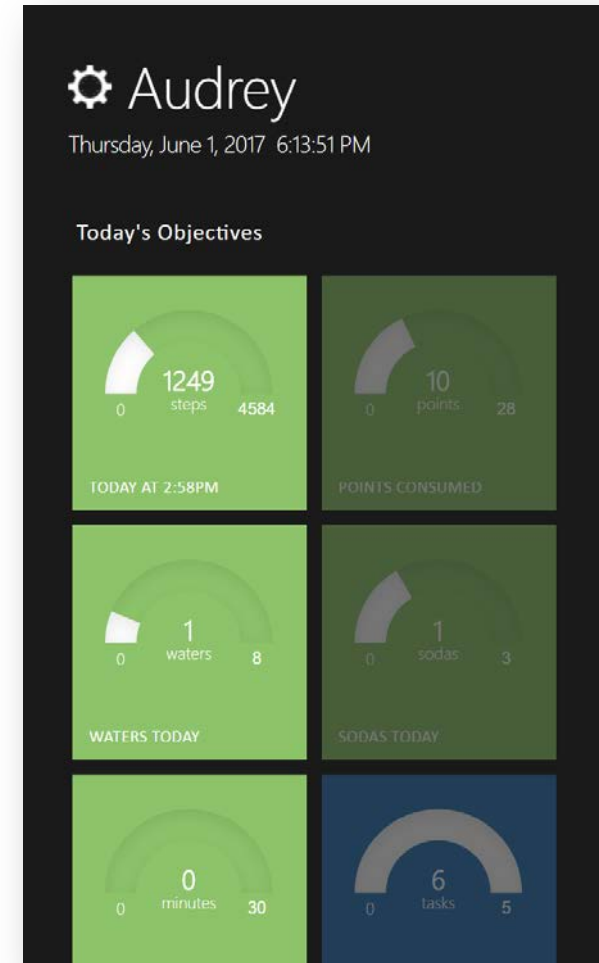 Audrey
Thursday, June 1, 2017 6:13:51 PM
Today's Objectives
1249
steps
0 4584
TODAY AT 2:58PM
10
points
0 28
POINTS CONSUMED
1
waters
0 8
WATERS TODAY
1
sodas
0 3
SODAS TODAY
0
minutes
0 30
6
tasks
0 5